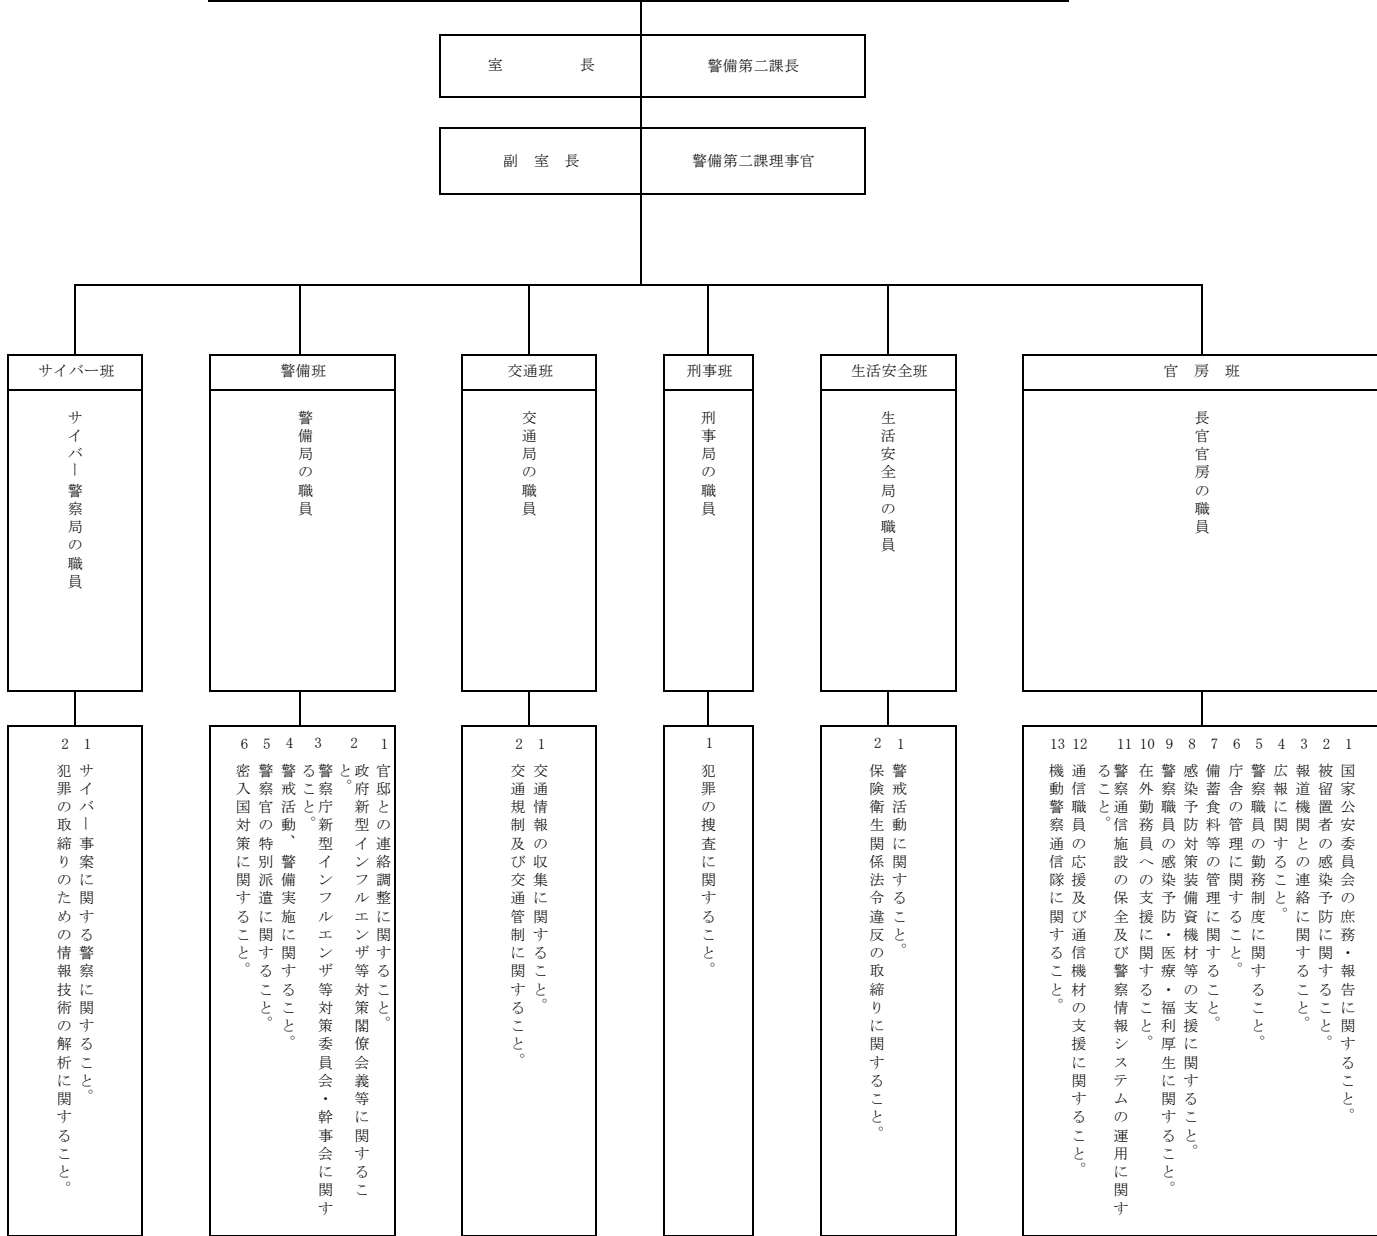 室長 警備第二課長
副室長 警備第二課理事官
官房班
長官官房の職員
1 国家公安委員会の庶務・報告に関すること。
2 被留置者の感染予防に関すること。
3 報道機関との連絡に関すること。
4 広報に関すること。
5 警察職員の勤務制度に関すること。
6 庁舎の管理に関すること。
7 備蓄食料等の管理に関すること。
8 感染予防対策装備資機材等の支援に関すること。
9 警察職員の感染予防・医療・福利厚生に関すること。
10 在外勤務員への支援に関すること。
11 警察通信施設の保全及び警察情報システムの運用に関す
ること。
12 通信職員の応援及び通信機材の支援に関すること。
13 機動警察通信隊に関すること。
生活安全班
生活安全局の職員
1 警戒活動に関すること。
2 保険衛生関係法令違反の取締りに関すること。
刑事班
刑事局の職員
1 犯罪の捜査に関すること。
交通班
交通局の職員
1 交通情報の収集に関すること。
2 交通規制及び交通管制に関すること。
警備班
警備局の職員
1 官邸との連絡調整に関すること。
2 政府新型インフルエンザ等対策閣僚会議等に関するこ
と。
3 警察庁新型インフルエンザ等対策委員会・幹事会に関す
ること。
4 警戒活動、警備実施に関すること。
5 警察官の特別派遣に関すること。
6 密入国対策に関すること。
サイバー班
サイバー警察局の職員
1 サイバー事案に関する警察に関すること。
2 犯罪の取締りのための情報技術の解析に関すること。